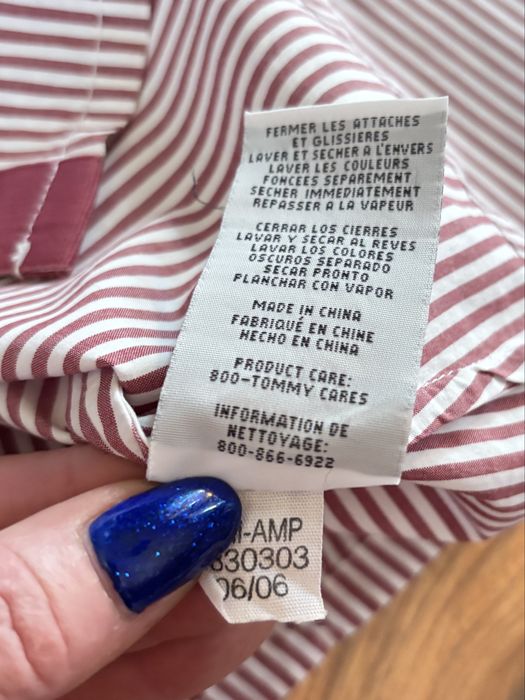 FERMER LES ATTACHES
ET GLISSIERES
LAVER ET SECHER A L'ENVERS
LAVER LES COULEURS
FONCEES SEPAREMENT
SECHER IMMEDIATEMENT
REPASSER A LA VAPEUR
CERRAR LOS CIERRES
LAVAR Y SECAR AL REVES
LAVAR LOS COLORES
OSCUROS SEPARADO
SECAR PRONTO
PLANCHAR CON VAPOR
MADE IN CHINA
FABRIQUÉ EN CHINE
HECHO EN CHINA
PRODUCT CARE:
800-TOMMY CARES
INFORMATION DE
NETTOYAGE:
800-866-6922
-AMP
30303
06/06